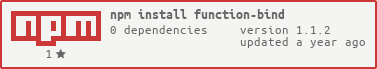 npm
npm install function-bind
0 dependencies
version 1.1.2
updated a year ago
1 ★